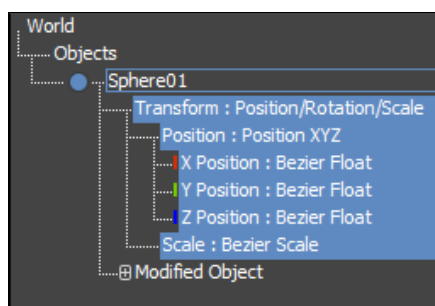 World
Objects
Sphere01
Transform : Position/Rotation/Scale
Position : Position XYZ
X Position : Bezier Float
Y Position : Bezier Float
Z Position : Bezier Float
Scale : Bezier Scale
Modified Object